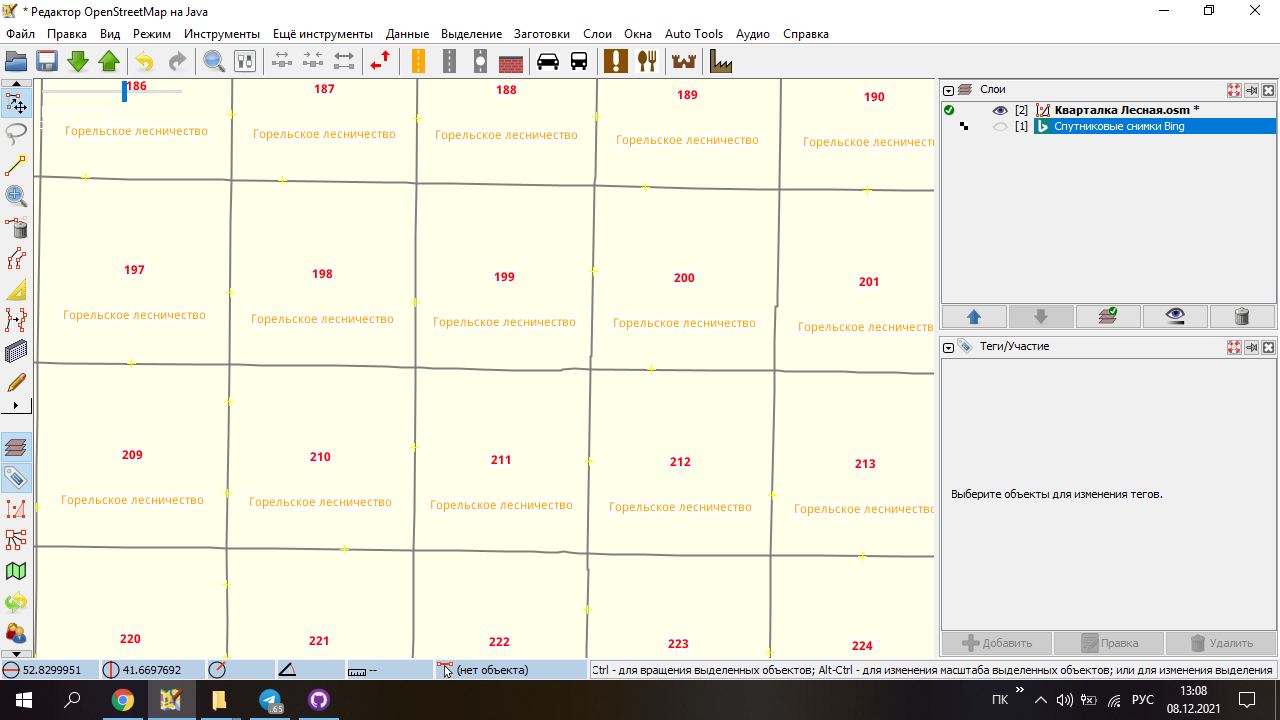 * Редактор OpenStreetMap на Java
Файл Правка Вид Режим Инструменты Ещё инструменты Данные Выделение Заготовки Слои Окна Auto Tools Аудио Справка
186 187 188 189 190
Горельское лесничество Горельское лесничество Горельское лесничество Горельское лесничество Горельское лесничест
197 198 199 200 201
Горельское лесничество Горельское лесничество Горельское лесничество Горельское лесничество Горельское лесничеств
209 210 211 212 213
Горельское лесничество Горельское лесничество Горельское лесничество Горельское лесничество Горельское лесничество
220 221 222 223 224
Слои
[2] Кварталка Лесная.osm *
[1] Спутниковые снимки Bing
Теги/Участие
Выберите объекты для изменения тегов.
Добавить Правка Удалить
52.8299951 41.6697692 -- (нет объекта) Ctrl - для вращения выделенных объектов; Alt-Ctrl - для изменения масштаба выделенных объектов; или для изменения выделения
.65
ПК » РУС 13:08
08.12.2021